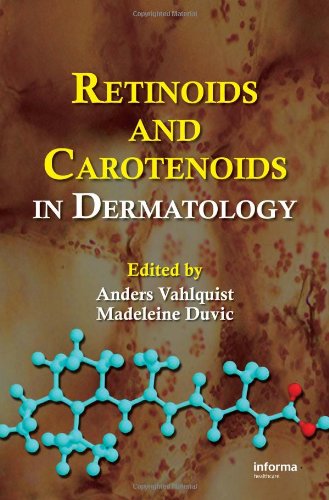 RETINOIDS
AND
CAROTENOIDS
IN DERMATOLOGY
Edited by
Anders Vahlquist
Madeleine Duvic
informa
healthcare